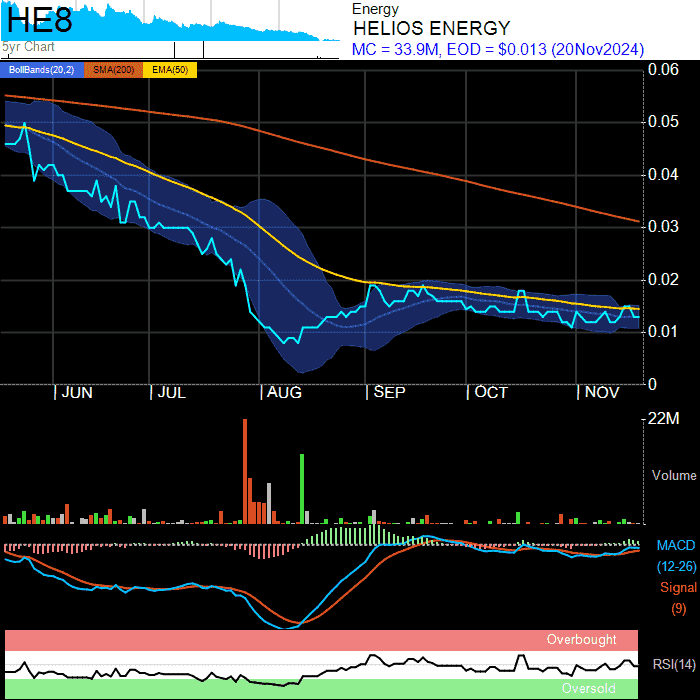 HE8
5yr Chart
Energy
HELIOS ENERGY
MC = 33.9M, EOD = $0.013 (20Nov2024)
BollBands(20,2) SMA(200) EMA(50)
0.06
0.05
0.04
0.03
0.02
0.01
0
JUN JUL AUG SEP OCT NOV
22M
Volume
MACD
(12-26)
Signal
(9)
Overbought
RSI(14)
Oversold